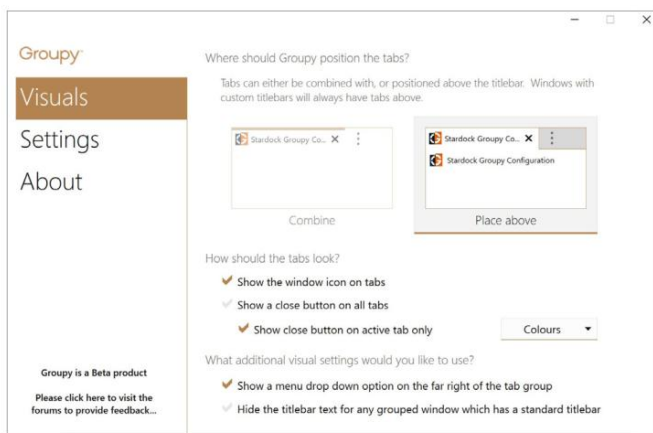 Groupy™
Visuals
Settings
About
Groupy is a Beta product
Please click here to visit the
forums to provide feedback...
Where should Groupy position the tabs?
Tabs can either be combined with, or positioned above the titlebar. Windows with
custom titlebars will always have tabs above.
Stardock Groupy Co...
Combine
Stardock Groupy Co...
Stardock Groupy Configuration
Place above
How should the tabs look?
Show the window icon on tabs
Show a close button on all tabs
Show close button on active tab only
Colours
What additional visual settings would you like to use?
Show a menu drop down option on the far right of the tab group
Hide the titlebar text for any grouped window which has a standard titlebar